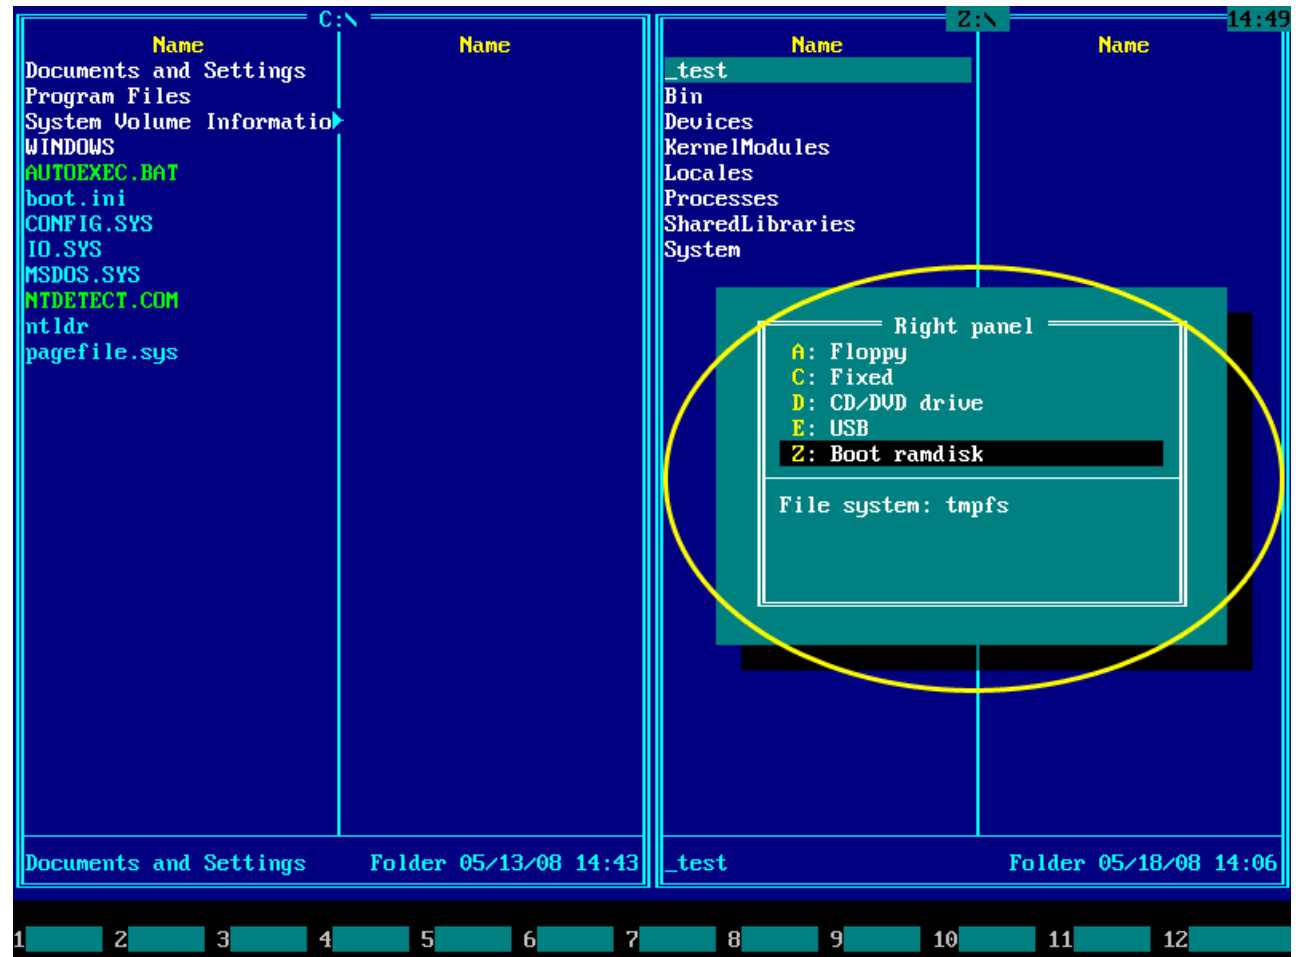 C:\
Name Name
Documents and Settings
Program Files
System Volume Informatio
WINDOWS
AUTOEXEC.BAT
boot.ini
CONFIG.SYS
IO.SYS
MSDOS.SYS
NTDETECT.COM
ntldr
pagefile.sys
Documents and Settings Folder 05/13/08 14:43
Z:\ 14:49
Name Name
_test
Bin
Devices
KernelModules
Locales
Processes
SharedLibraries
System
Right panel
A: Floppy
C: Fixed
D: CD/DVD drive
E: USB
Z: Boot ramdisk
File system: tmpfs
_test Folder 05/18/08 14:06
1 2 3 4 5 6 7 8 9 10 11 12